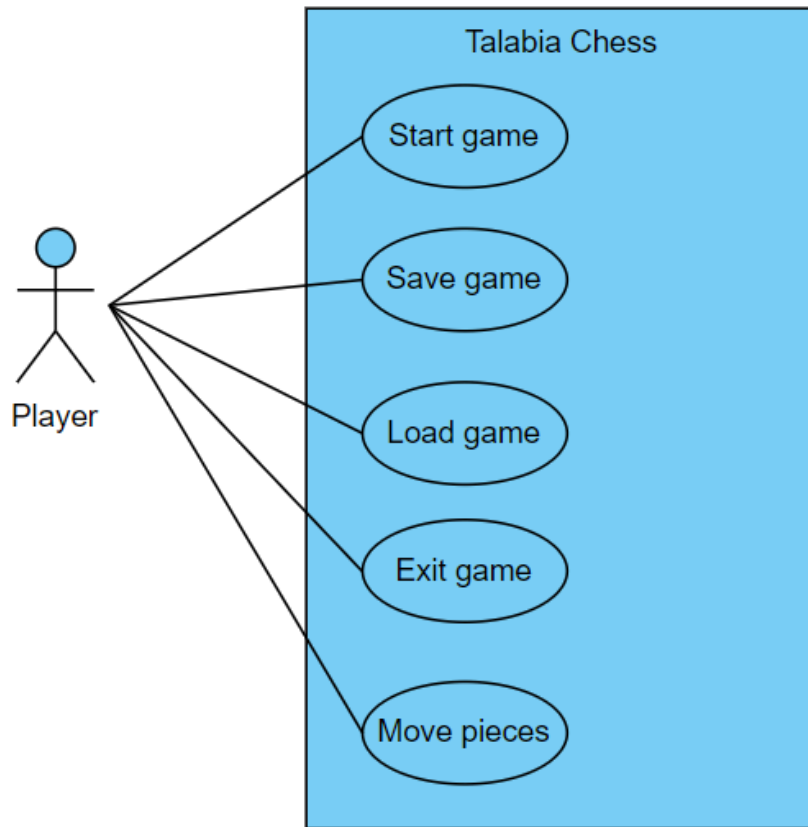 Talabia Chess
Start game
Save game
Load game
Player
Exit game
Move pieces